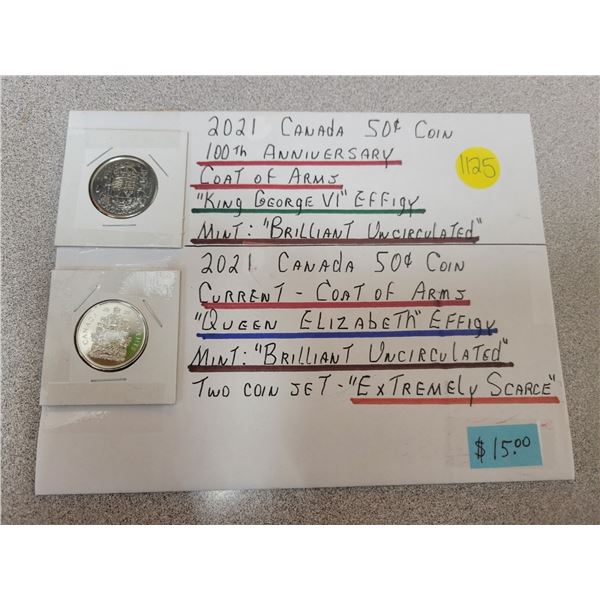 2021 CANADA 50¢ COIN
100TH ANNIVERSARY
COAT OF ARMS
"KING GEORGE VI" EFFIGY
MINT: "BRILLIANT UNCIRCULATED"
1125
2021 CANADA 50¢ COIN
CURRENT - COAT OF ARMS
"QUEEN ELIZABETH" EFFIGY
MINT: "BRILLIANT UNCIRCULATED"
TWO COIN SET - "EXTREMELY SCARCE"
$15.00
CANADA